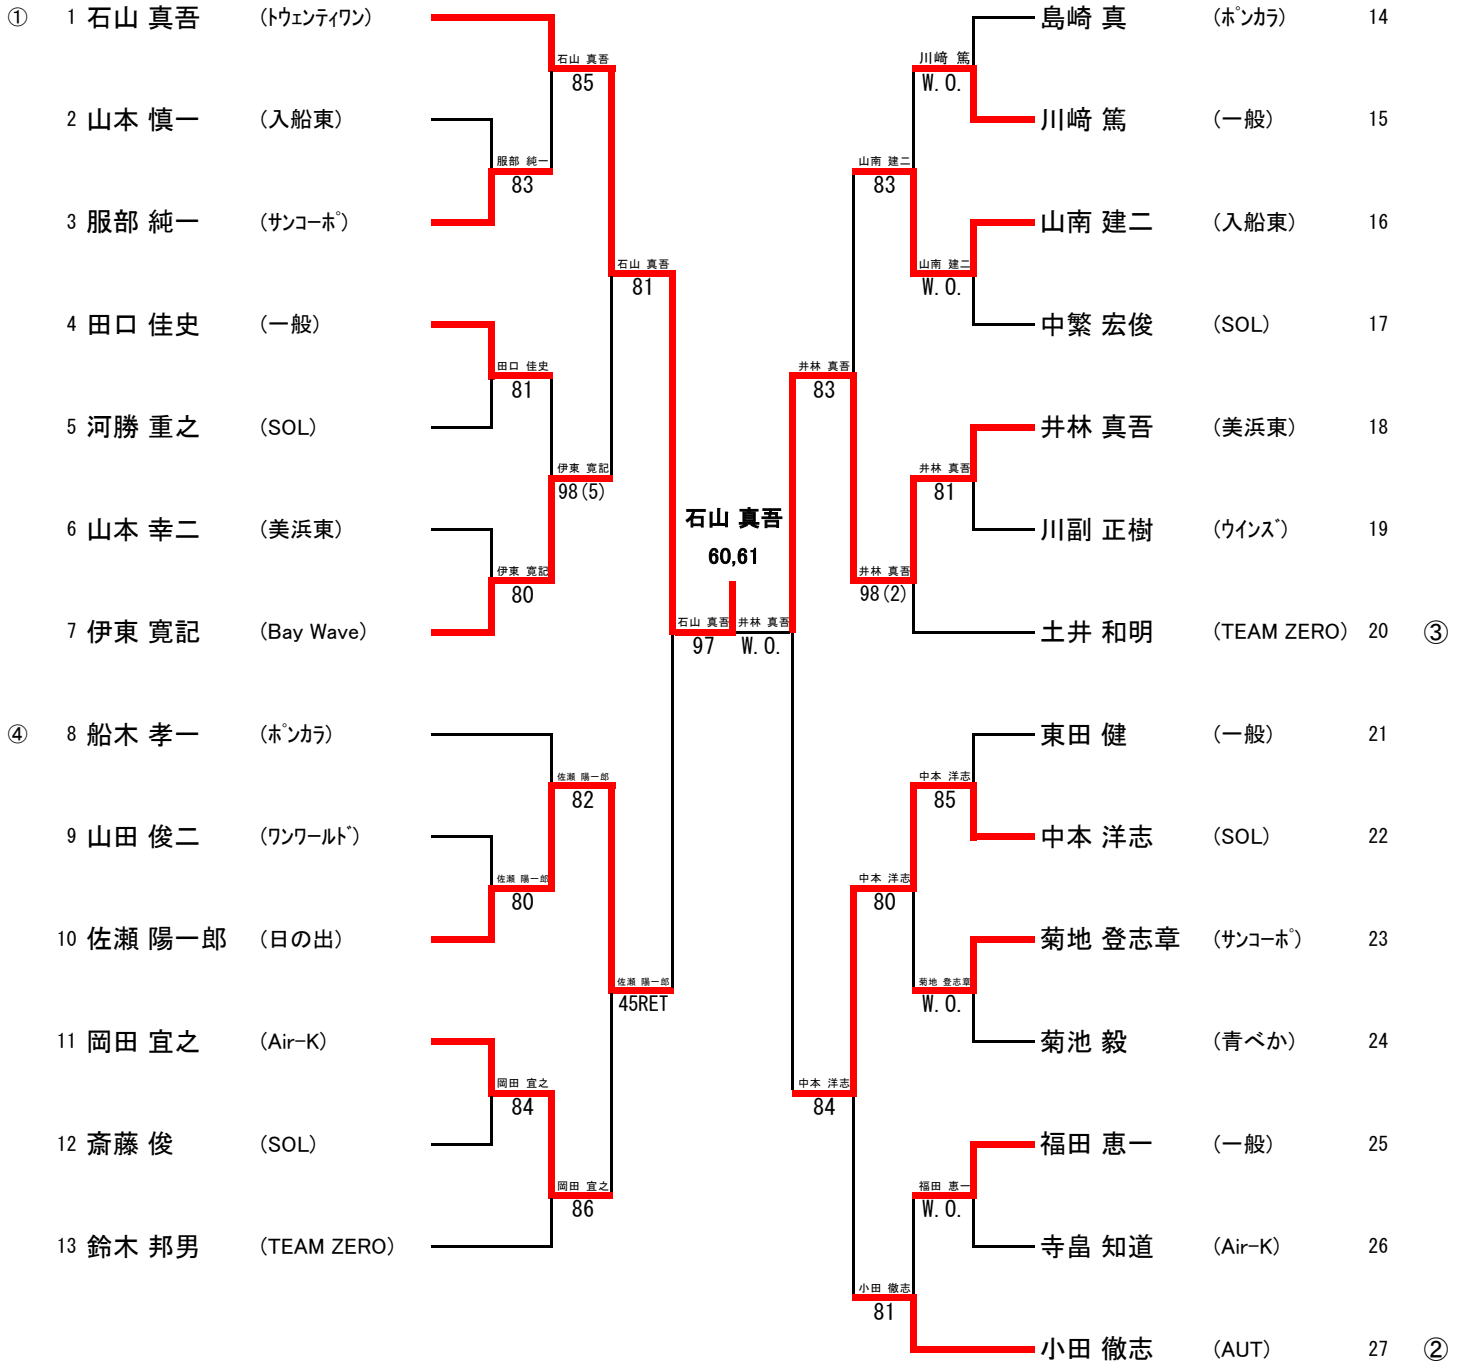 ① 1 石山 真吾 (トウェンティワン)
石山 真吾
85
2 山本 慎一 (入船東)
服部 純一
83
3 服部 純一 (サンコーポ)
石山 真吾
81
4 田口 佳史 (一般)
田口 佳史
81
5 河勝 重之 (SOL)
伊東 寛記
98(5)
6 山本 幸二 (美浜東)
伊東 寛記
80
7 伊東 寛記 (Bay Wave)
石山 真吾
97
④ 8 船木 孝一 (ポンカラ)
佐瀬 陽一郎
82
9 山田 俊二 (ワンワールド)
佐瀬 陽一郎
80
10 佐瀬 陽一郎 (日の出)
佐瀬 陽一郎
45RET
11 岡田 宜之 (Air-K)
岡田 宜之
84
12 斎藤 俊 (SOL)
岡田 宜之
86
13 鈴木 邦男 (TEAM ZERO)
石山 真吾
60,61
島崎 真 (ポンカラ) 14
川﨑 篤
W.O.
川﨑 篤 (一般) 15
山南 建二
83
山南 建二 (入船東) 16
山南 建二
W.O.
中繁 宏俊 (SOL) 17
井林 真吾
83
井林 真吾 (美浜東) 18
井林 真吾
81
川副 正樹 (ウインズ) 19
井林 真吾
98(2)
土井 和明 (TEAM ZERO) 20 ③
井林 真吾
W.O.
東田 健 (一般) 21
中本 洋志
85
中本 洋志 (SOL) 22
中本 洋志
80
菊地 登志章 (サンコーポ) 23
菊地 登志章
W.O.
菊池 毅 (青べか) 24
中本 洋志
84
福田 恵一 (一般) 25
福田 恵一
W.O.
寺畠 知道 (Air-K) 26
小田 徹志
81
小田 徹志 (AUT) 27 ②